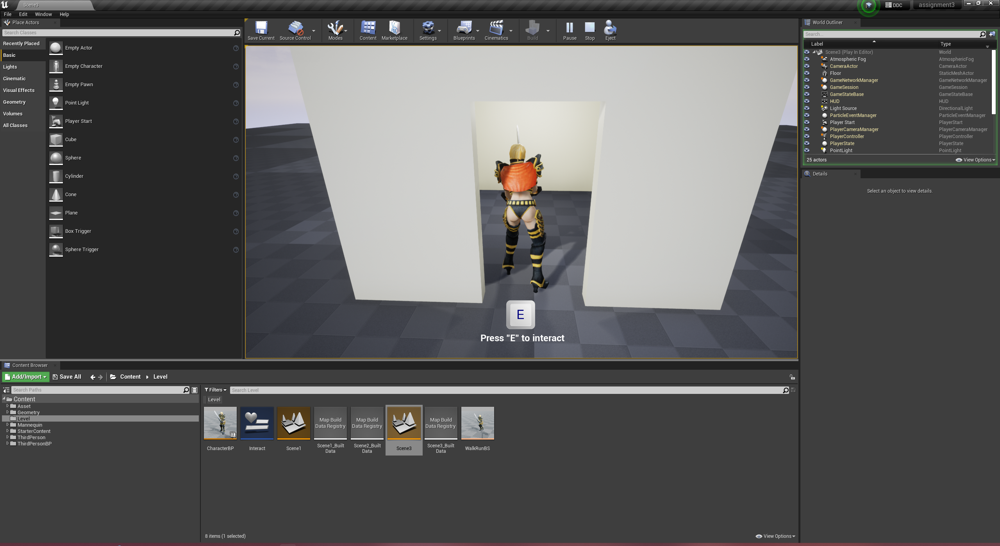 Scene3
DDC
assignment3
File Edit Window Help
Place Actors
Search Classes
Recently Placed
Basic
Lights
Cinematic
Visual Effects
Geometry
Volumes
All Classes
Empty Actor
Empty Character
Empty Pawn
Point Light
Player Start
Cube
Sphere
Cylinder
Cone
Plane
Box Trigger
Sphere Trigger
Save Current Source Control Modes Content Marketplace Settings Blueprints Cinematics Build Pause Stop Eject
E
Press "E" to interact
World Outliner
Search...
Label Type
Scene3 (Play In Editor) World
Atmospheric Fog AtmosphericFog
CameraActor CameraActor
Floor StaticMeshActor
GameNetworkManager GameNetworkManager
GameSession GameSession
GameStateBase GameStateBase
HUD HUD
Light Source DirectionalLight
ParticleEventManager ParticleEventManager
Player Start PlayerStart
PlayerCameraManager PlayerCameraManager
PlayerController PlayerController
PlayerState PlayerState
PointLight PointLight
25 actors View Options
Details
Select an object to view details.
Content Browser
Add/Import Save All Content Level
Search Paths
Content
Asset
Geometry
Level
Mannequin
StarterContent
ThirdPerson
ThirdPersonBP
Filters Search Level
Level
Map Build Data Registry
Map Build Data Registry
Map Build Data Registry
CharacterBP
Interact
Scene1
Scene1_Built
Data
Scene2_Built
Data
Scene3
Scene3_Built
Data
WalkRunBS
8 items (1 selected) View Options